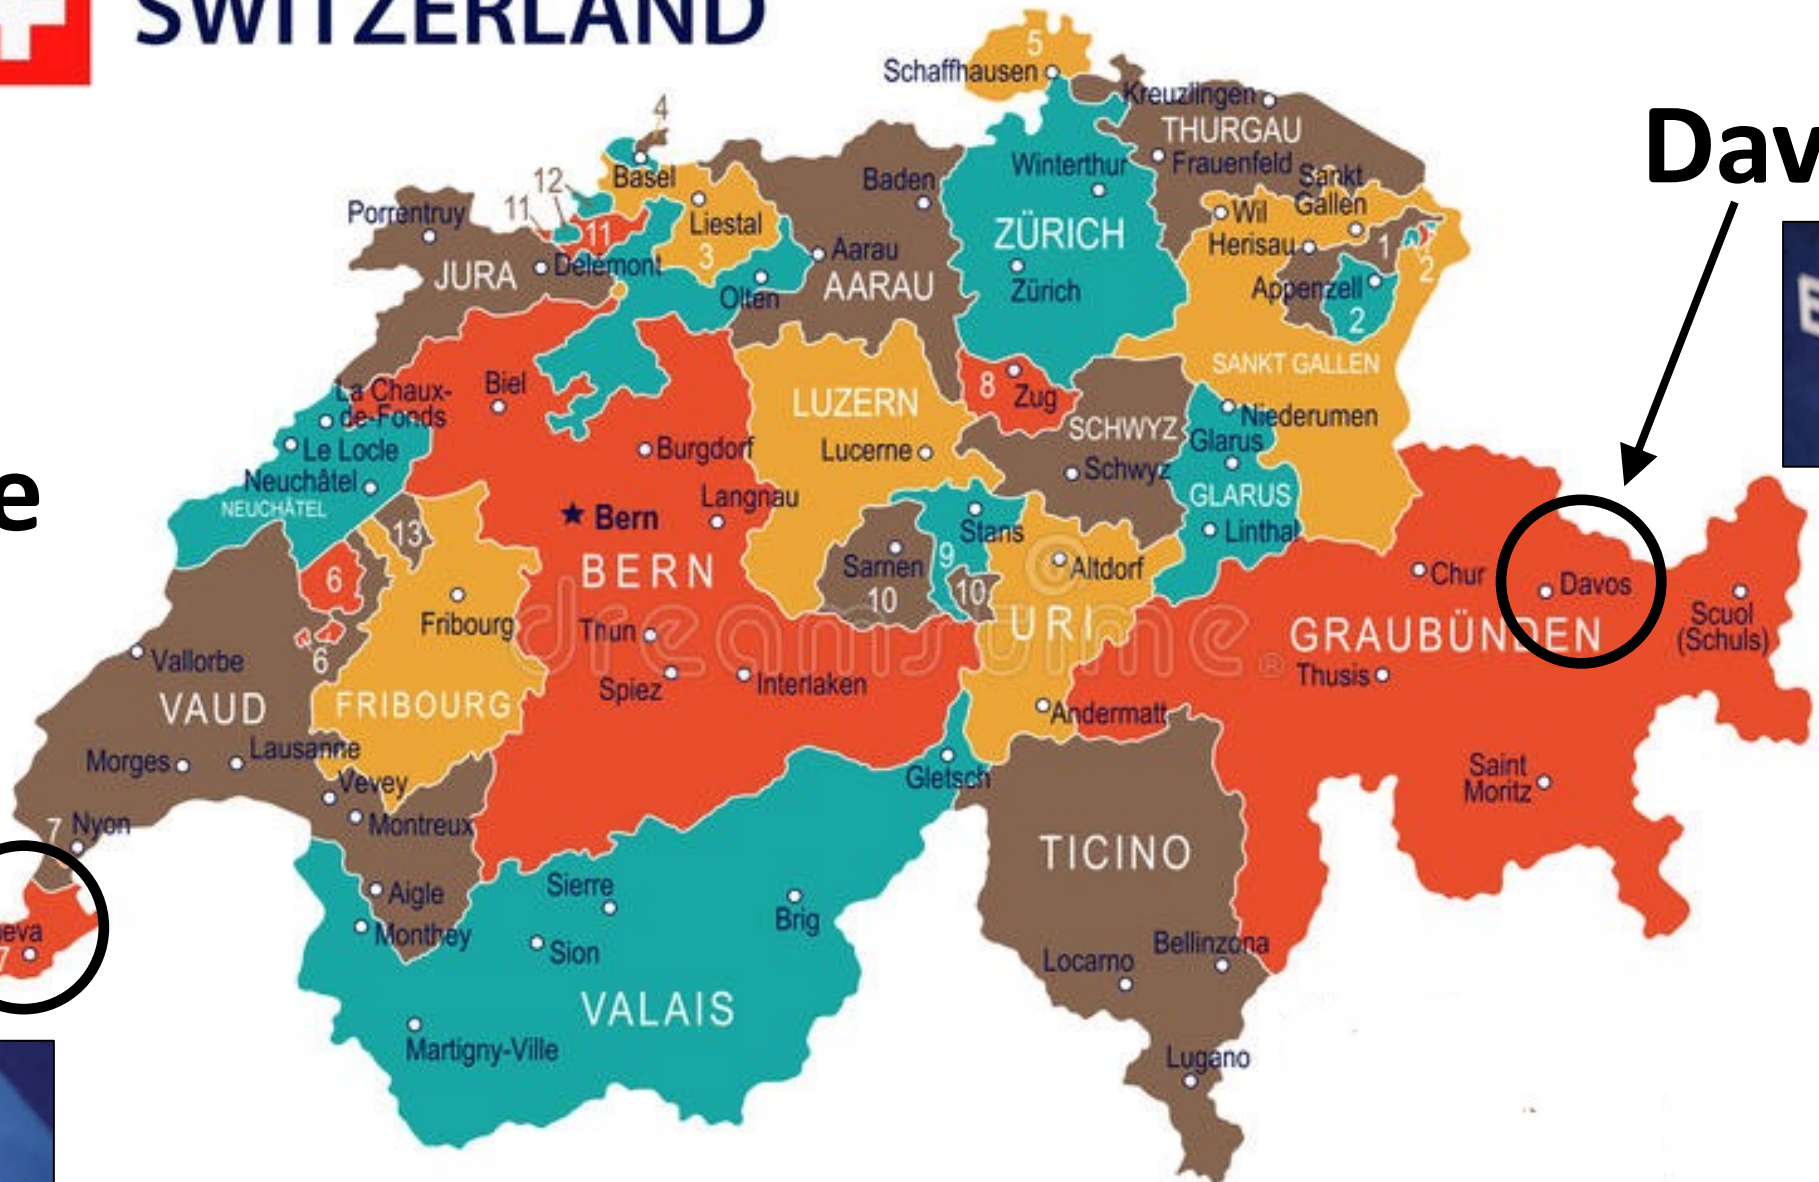 SWITZERLAND
5
Schaffhausen
Kreuzlingen
THURGAU
Dav
4
Winterthur
Frauenfeld
Sankt
Gallen
12
Basel
Baden
11
Liestal
Wil
Porrentruy
11
ZÜRICH
Herisau
1
3
Aarau
JURA
Delémont
AARAU
2
Olten
Zürich
Appenzell
2
E
SANKT GALLEN
La Chaux-
de-Fonds
Biel
LUZERN
8
Zug
Niederumen
SCHWYZ
Glarus
Le Locle
Burgdorf
Lucerne
Schwyz
e
Neuchâtel
Langnau
GLARUS
NEUCHÂTEL
13
Bern
Stans
Linthal
9
Samen
Altdorf
BERN
Chur
Davos
6
10
10
Fribourg
Thun
URI
dreamstime
®
GRAUBÜNDEN
Scuol
(Schuls)
Vallorbe
6
Spiez
Interlaken
Thusis
VAUD
FRIBOURG
Andermatt
Morges
Lausanne
Gletsch
Saint
Moritz
Vevey
7
Nyon
Montreux
TICINO
Aigle
Sierre
Brig
eva
Monthey
Sion
Bellinzona
7
Locarno
VALAIS
Martigny-Ville
Lugano